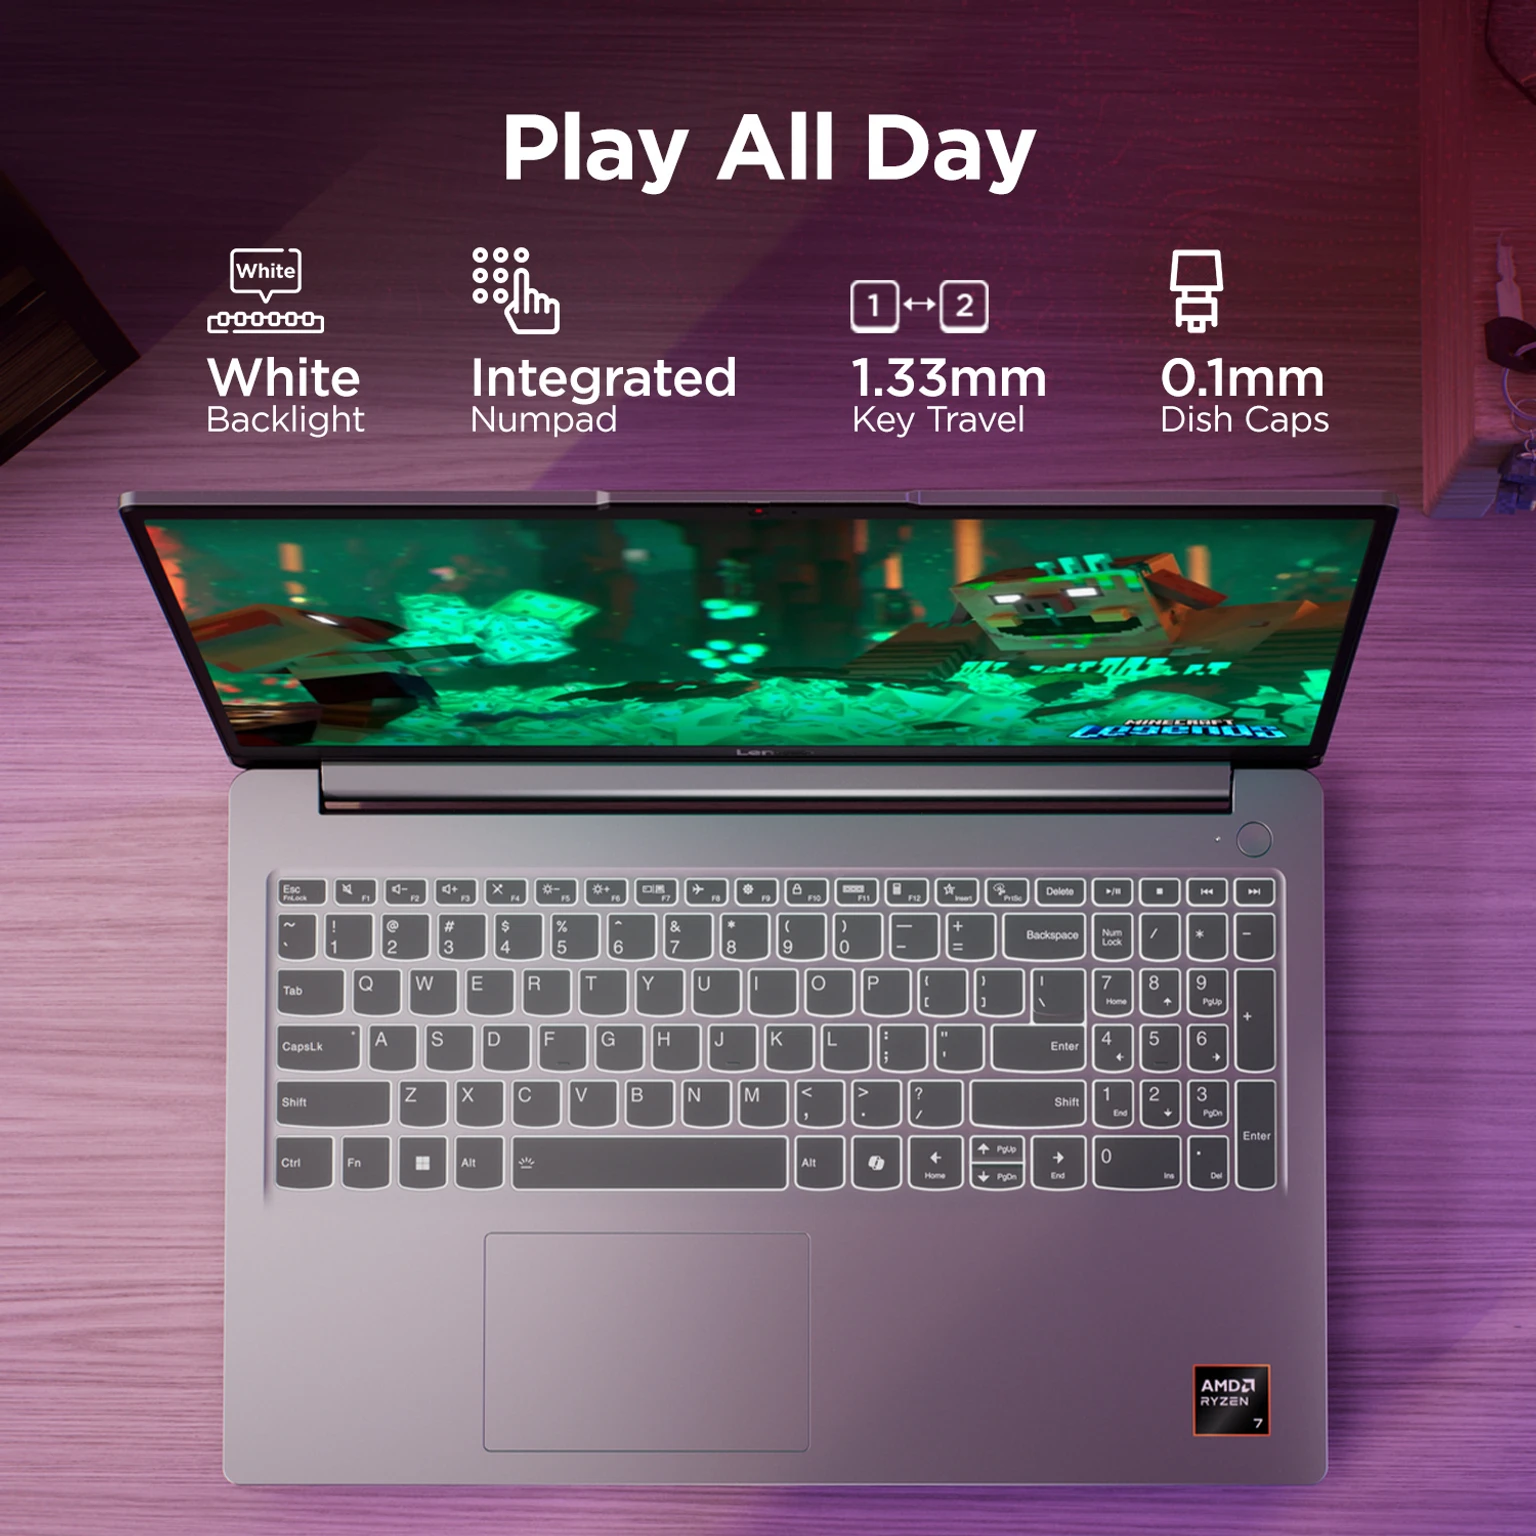 Play All Day
White
White
Backlight
Integrated
Numpad
1 2
1.33mm
Key Travel
0.1mm
Dish Caps
MINECRAFT
Legends
Esc FnLock F1 F2 F3 F4 F5 F6 F7 F8 F9 F10 F11 F12 Insert PrtSc Delete
~ ` ! 1 @ 2 # 3 $ 4 % 5 ^ 6 & 7 * 8 ( 9 ) 0 — - + = Backspace Num Lock / * -
Tab Q W E R T Y U I O P { [ } ] | \ 7 Home 8 9 PgUp +
CapsLk A S D F G H J K L : ; " ' Enter 4 5 6
Shift Z X C V B N M < , > . ? / Shift 1 End 2 3 PgDn Enter
Ctrl Fn Alt Alt Home PgUp PgDn End 0 Ins . Del
AMD
RYZEN
7